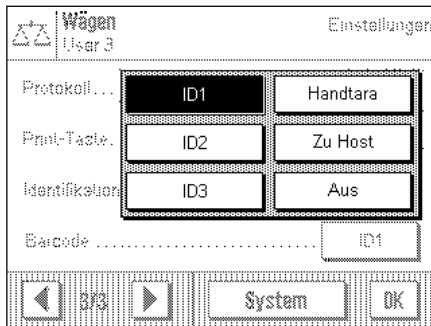 Wägen
Einstellungen
User 3
Protokoll...
ID1
Handtara
Print-Taste.
ID2
Zu Host
Identifikation
ID3
Aus
Barcode ..............................
ID1
3/3
System
OK